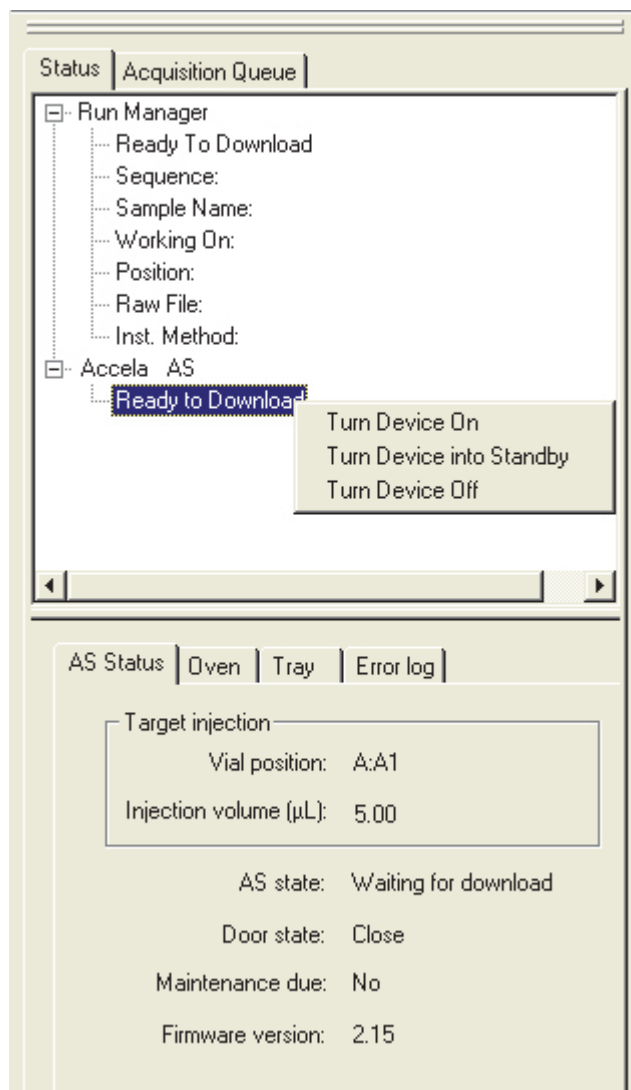 Status Acquisition Queue
Run Manager
Ready To Download
Sequence:
Sample Name:
Working On:
Position:
Raw File:
Inst. Method:
Accela AS
Ready to Download
Turn Device On
Turn Device into Standby
Turn Device Off
AS Status Oven Tray Error log
Target injection
Vial position: A:A1
Injection volume (µL): 5.00
AS state: Waiting for download
Door state: Close
Maintenance due: No
Firmware version: 2.15